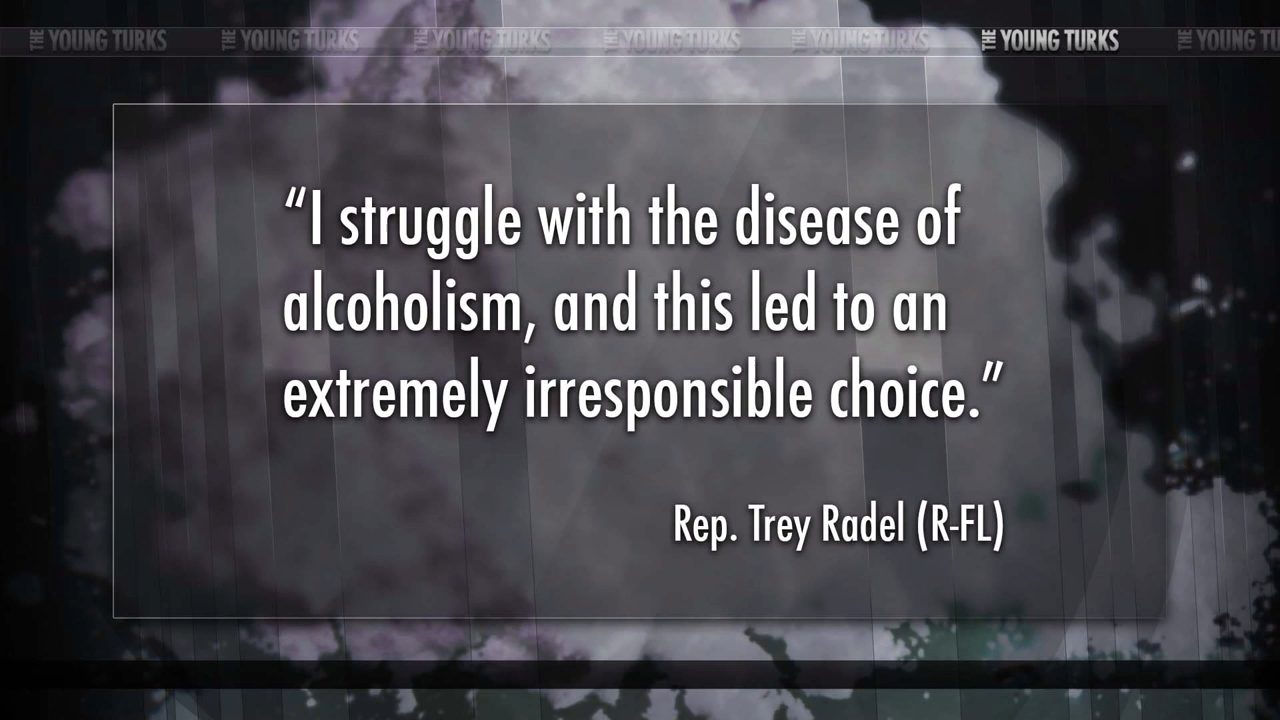 THE YOUNG TURKS THE YOUNG TURKS THE YOUNG TURKS THE YOUNG TURKS THE YOUNG TURKS THE YOUNG TURKS THE YOUNG TU
“I struggle with the disease of
alcoholism, and this led to an
extremely irresponsible choice.”
Rep. Trey Radel (R-FL)